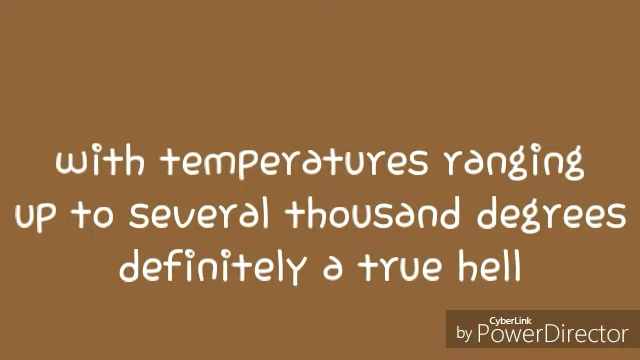 with temperatures ranging
up to several thousand degrees
definitely a true hell
CyberLink
by PowerDirector